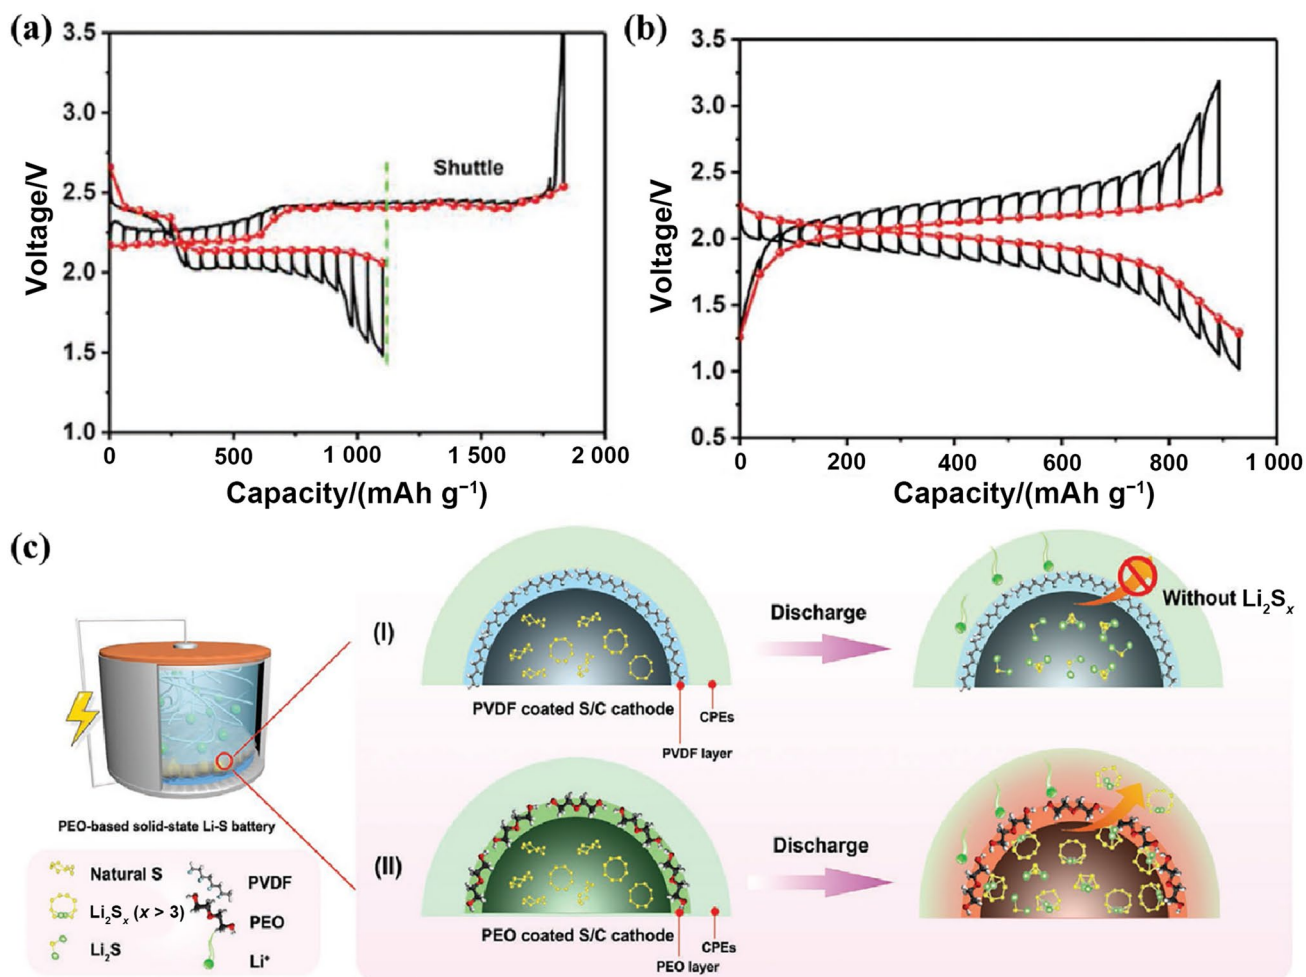 (a)
3.5
3.0
2.5
2.0
1.5
1.0
Voltage/V
Shuttle
0
500
1 000
1 500
2 000
Capacity/(mAh g⁻¹)
(b)
3.5
3.0
2.5
2.0
1.5
1.0
0.5
Voltage/V
0
200
400
600
800
1 000
Capacity/(mAh g⁻¹)
(c)
PEO-based solid-state Li-S battery
Natural S
Li₂Sₓ (x > 3)
Li₂S
PVDF
PEO
Li⁺
(I)
PVDF coated S/C cathode
CPEs
PVDF layer
Discharge
Without Li₂Sₓ
(II)
PEO coated S/C cathode
CPEs
PEO layer
Discharge